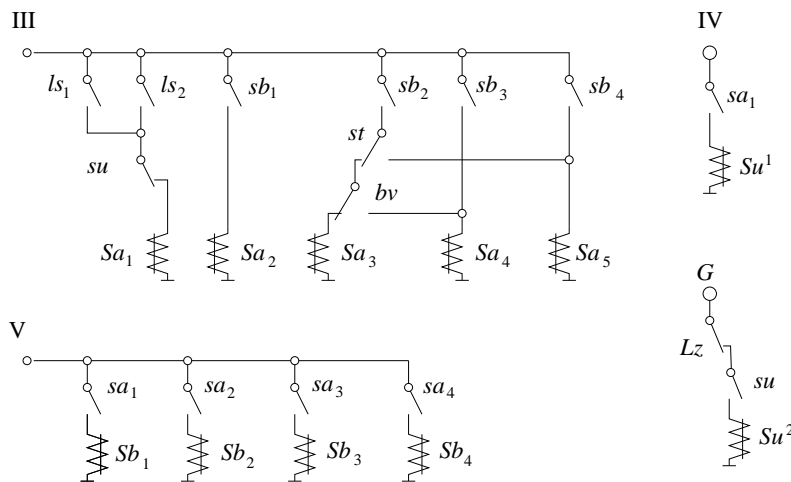 III
IV
ls₁ ls₂ sb₁ sb₂ sb₃ sb₄
sa₁
st
su
Su¹
bv
Sa₁ Sa₂ Sa₃ Sa₄ Sa₅
G
V
Lz
sa₁ sa₂ sa₃ sa₄
su
Sb₁ Sb₂ Sb₃ Sb₄
Su²